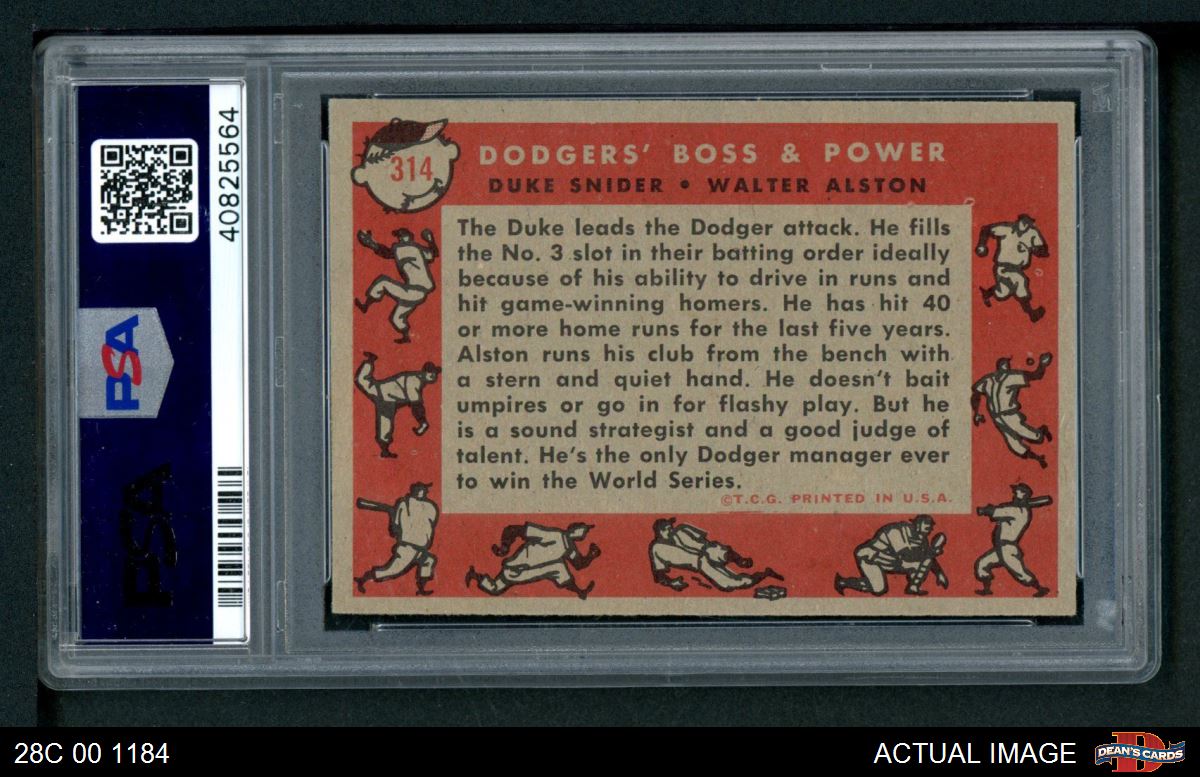 40825564
PSA
PSA
314
DODGERS' BOSS & POWER
DUKE SNIDER • WALTER ALSTON
The Duke leads the Dodger attack. He fills
the No. 3 slot in their batting order ideally
because of his ability to drive in runs and
hit game-winning homers. He has hit 40
or more home runs for the last five years.
Alston runs his club from the bench with
a stern and quiet hand. He doesn't bait
umpires or go in for flashy play. But he
is a sound strategist and a good judge of
talent. He's the only Dodger manager ever
to win the World Series.
©T.C.G. PRINTED IN U.S.A.
28C 00 1184
ACTUAL IMAGE
DEAN'S CARDS